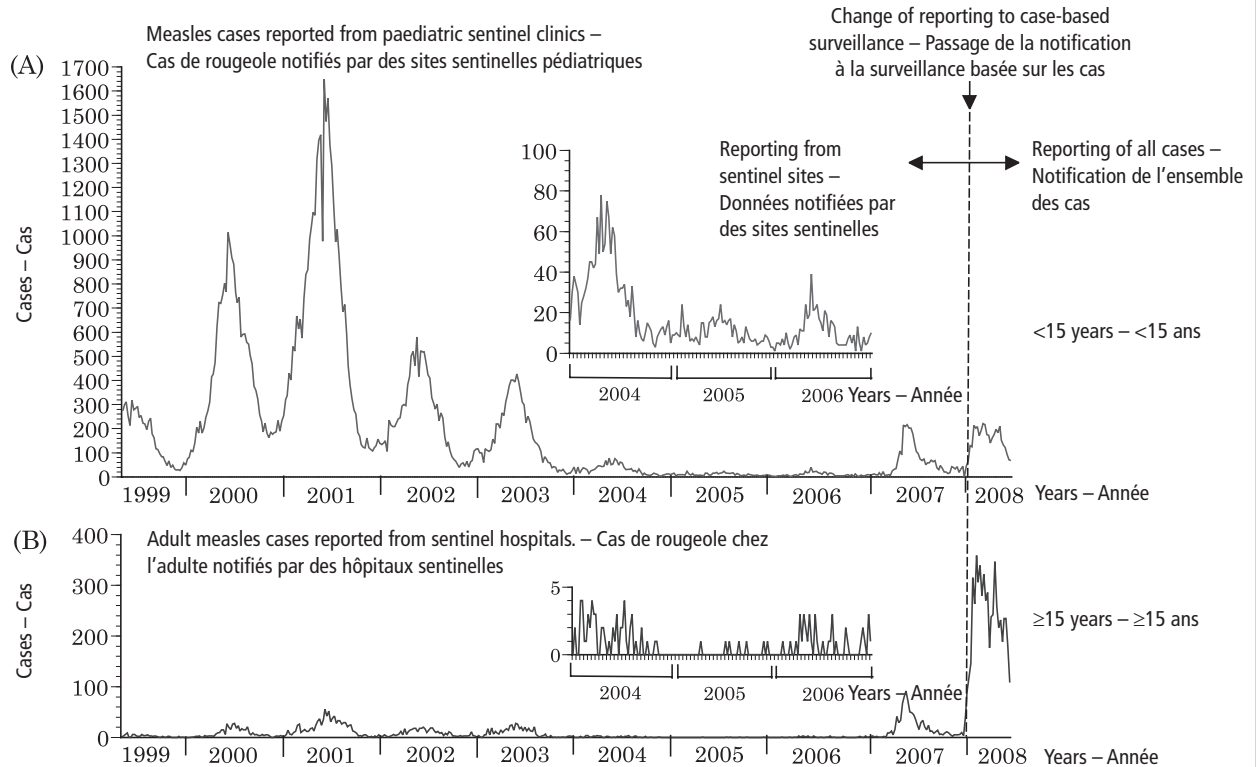 Measles cases reported from paediatric sentinel clinics –
Cas de rougeole notifiés par des sites sentinelles pédiatriques
Change of reporting to case-based
surveillance – Passage de la notification
à la surveillance basée sur les cas
(A)
1700
1600
1500
1400
1300
1200
1100
1000
900
800
700
600
500
400
300
200
100
0
Cases – Cas
1999
2000
2001
2002
2003
2004
2005
2006
2007
2008
Years – Année
100
80
60
40
20
0
2004
2005
2006
Years – Année
Reporting from
sentinel sites –
Données notifiées par
des sites sentinelles
Reporting of all cases –
Notification de l'ensemble
des cas
<15 years – <15 ans
(B)
Adult measles cases reported from sentinel hospitals. – Cas de rougeole chez
l'adulte notifiés par des hôpitaux sentinelles
400
300
200
100
0
Cases – Cas
5
0
2004
2005
2006
Years – Année
≥15 years – ≥15 ans
1999
2000
2001
2002
2003
2004
2005
2006
2007
2008
Years – Année